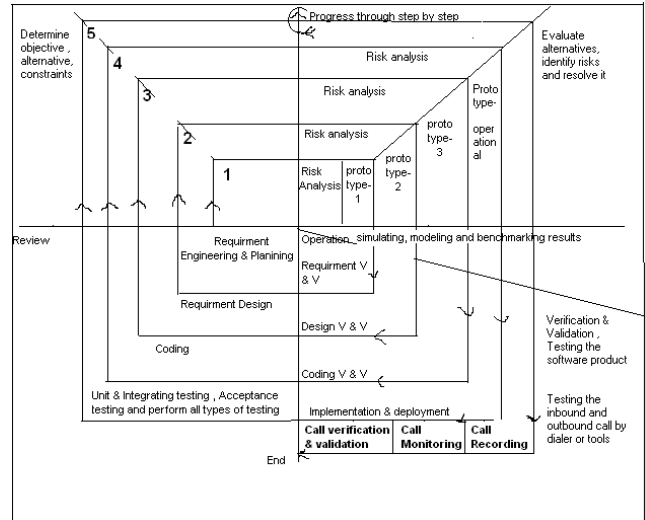 Progress through step by step
Determine
objective ,
alternative,
constraints
5
4
3
2
1
Evaluate
alternatives,
identify risks
and resolve it
Risk analysis
Risk analysis
Risk analysis
Risk
Analysis
proto
type-
1
proto
type-
2
proto
type-
3
Proto
type-
oper
ation
al
Review
Requirment
Engineering & Planining
Operation
simulating, modeling and benchmarking results
Requirment V
& V
Requirment Design
Design V & V
Coding
Coding V & V
Verification &
Validation ,
Testing the
software product
Unit & Integrating testing , Acceptance
testing and perform all types of testing
Implementation & deployment
Testing the
inbound and
outbound call by
dialer or tools
Call verification
& validation
Call
Monitoring
Call
Recording
End